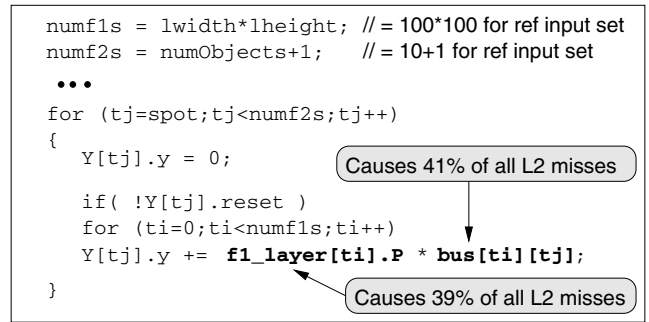 numf1s = lwidth*lheight; // = 100*100 for ref input set
numf2s = numObjects+1; // = 10+1 for ref input set
•••
for (tj=spot;tj<numf2s;tj++)
{
Y[tj].y = 0;
Causes 41% of all L2 misses
if( !Y[tj].reset )
for (ti=0;ti<numf1s;ti++)
Y[tj].y += f1_layer[ti].P * bus[ti][tj];
}
Causes 39% of all L2 misses